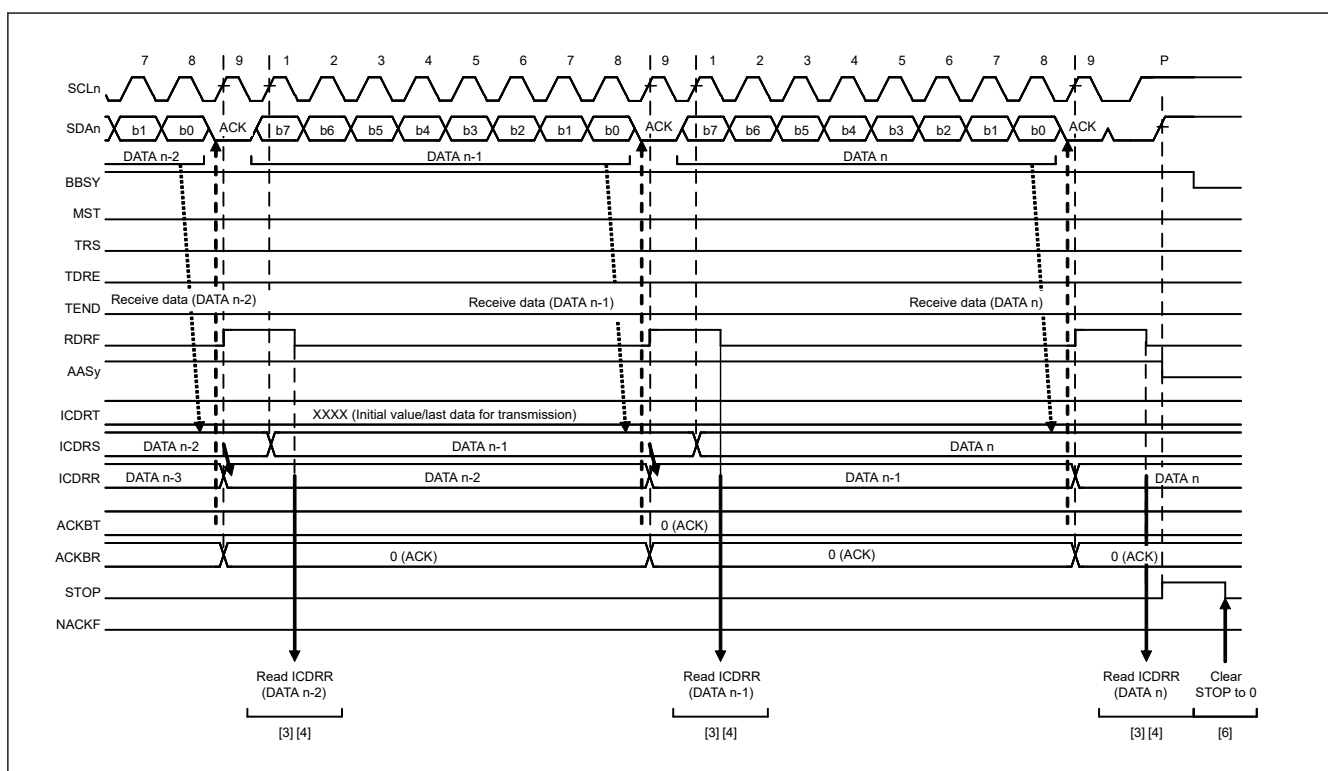 7 8 9 1 2 3 4 5 6 7 8 9 1 2 3 4 5 6 7 8 9 P
SCLn
SDAn b1 b0 ACK b7 b6 b5 b4 b3 b2 b1 b0 ACK b7 b6 b5 b4 b3 b2 b1 b0 ACK
DATA n-2 DATA n-1 DATA n
BBSY
MST
TRS
TDRE
TEND
Receive data (DATA n-2) Receive data (DATA n-1) Receive data (DATA n)
RDRF
AASy
ICDRT XXXX (Initial value/last data for transmission)
ICDRS DATA n-2 DATA n-1 DATA n
ICDRR DATA n-3 DATA n-2 DATA n-1 DATA n
ACKBT 0 (ACK)
ACKBR 0 (ACK) 0 (ACK) 0 (ACK)
STOP
NACKF
Read ICDRR Read ICDRR Read ICDRR Clear
(DATA n-2) (DATA n-1) (DATA n) STOP to 0
[3] [4] [3] [4] [3] [4] [6]